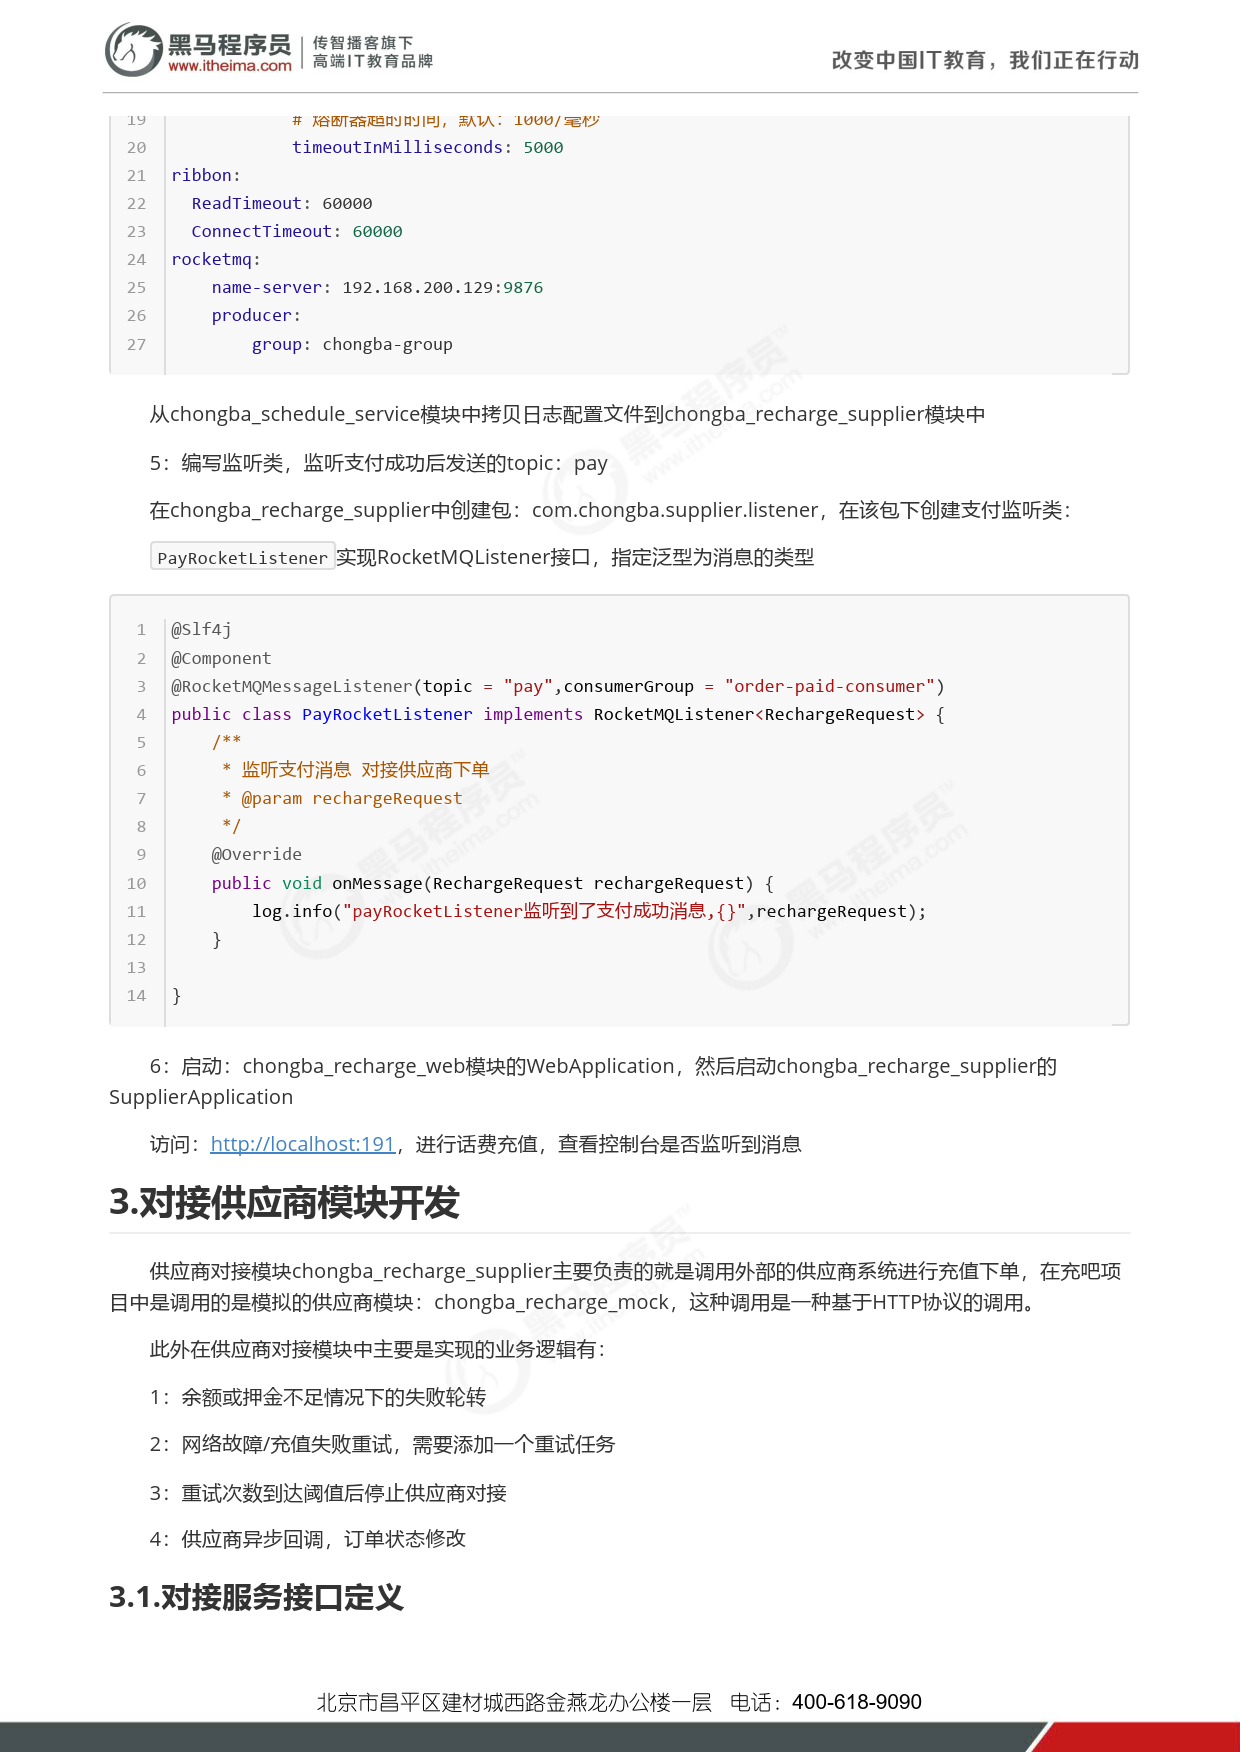 黑马程序员
www.itheima.com
传智播客旗下
高端IT教育品牌
改变中国IT教育，我们正在行动
19 # 熔断器超时时间，默认：1000/毫秒
20 timeoutInMilliseconds: 5000
21 ribbon:
22   ReadTimeout: 60000
23   ConnectTimeout: 60000
24 rocketmq:
25     name-server: 192.168.200.129:9876
26     producer:
27         group: chongba-group
从chongba_schedule_service模块中拷贝日志配置文件到chongba_recharge_supplier模块中
5：编写监听类，监听支付成功后发送的topic：pay
在chongba_recharge_supplier中创建包：com.chongba.supplier.listener，在该包下创建支付监听类：
PayRocketListener 实现RocketMQListener接口，指定泛型为消息的类型
1 @Slf4j
2 @Component
3 @RocketMQMessageListener(topic = "pay",consumerGroup = "order-paid-consumer")
4 public class PayRocketListener implements RocketMQListener<RechargeRequest> {
5     /**
6      * 监听支付消息 对接供应商下单
7      * @param rechargeRequest
8      */
9     @Override
10     public void onMessage(RechargeRequest rechargeRequest) {
11         log.info("payRocketListener监听到了支付成功消息,{}",rechargeRequest);
12     }
13
14 }
6：启动：chongba_recharge_web模块的WebApplication，然后启动chongba_recharge_supplier的
SupplierApplication
访问：http://localhost:191，进行话费充值，查看控制台是否监听到消息
3.对接供应商模块开发
供应商对接模块chongba_recharge_supplier主要负责的就是调用外部的供应商系统进行充值下单，在充吧项
目中是调用的是模拟的供应商模块：chongba_recharge_mock，这种调用是一种基于HTTP协议的调用。
此外在供应商对接模块中主要是实现的业务逻辑有：
1：余额或押金不足情况下的失败轮转
2：网络故障/充值失败重试，需要添加一个重试任务
3：重试次数到达阈值后停止供应商对接
4：供应商异步回调，订单状态修改
3.1.对接服务接口定义
北京市昌平区建材城西路金燕龙办公楼一层 电话：400-618-9090